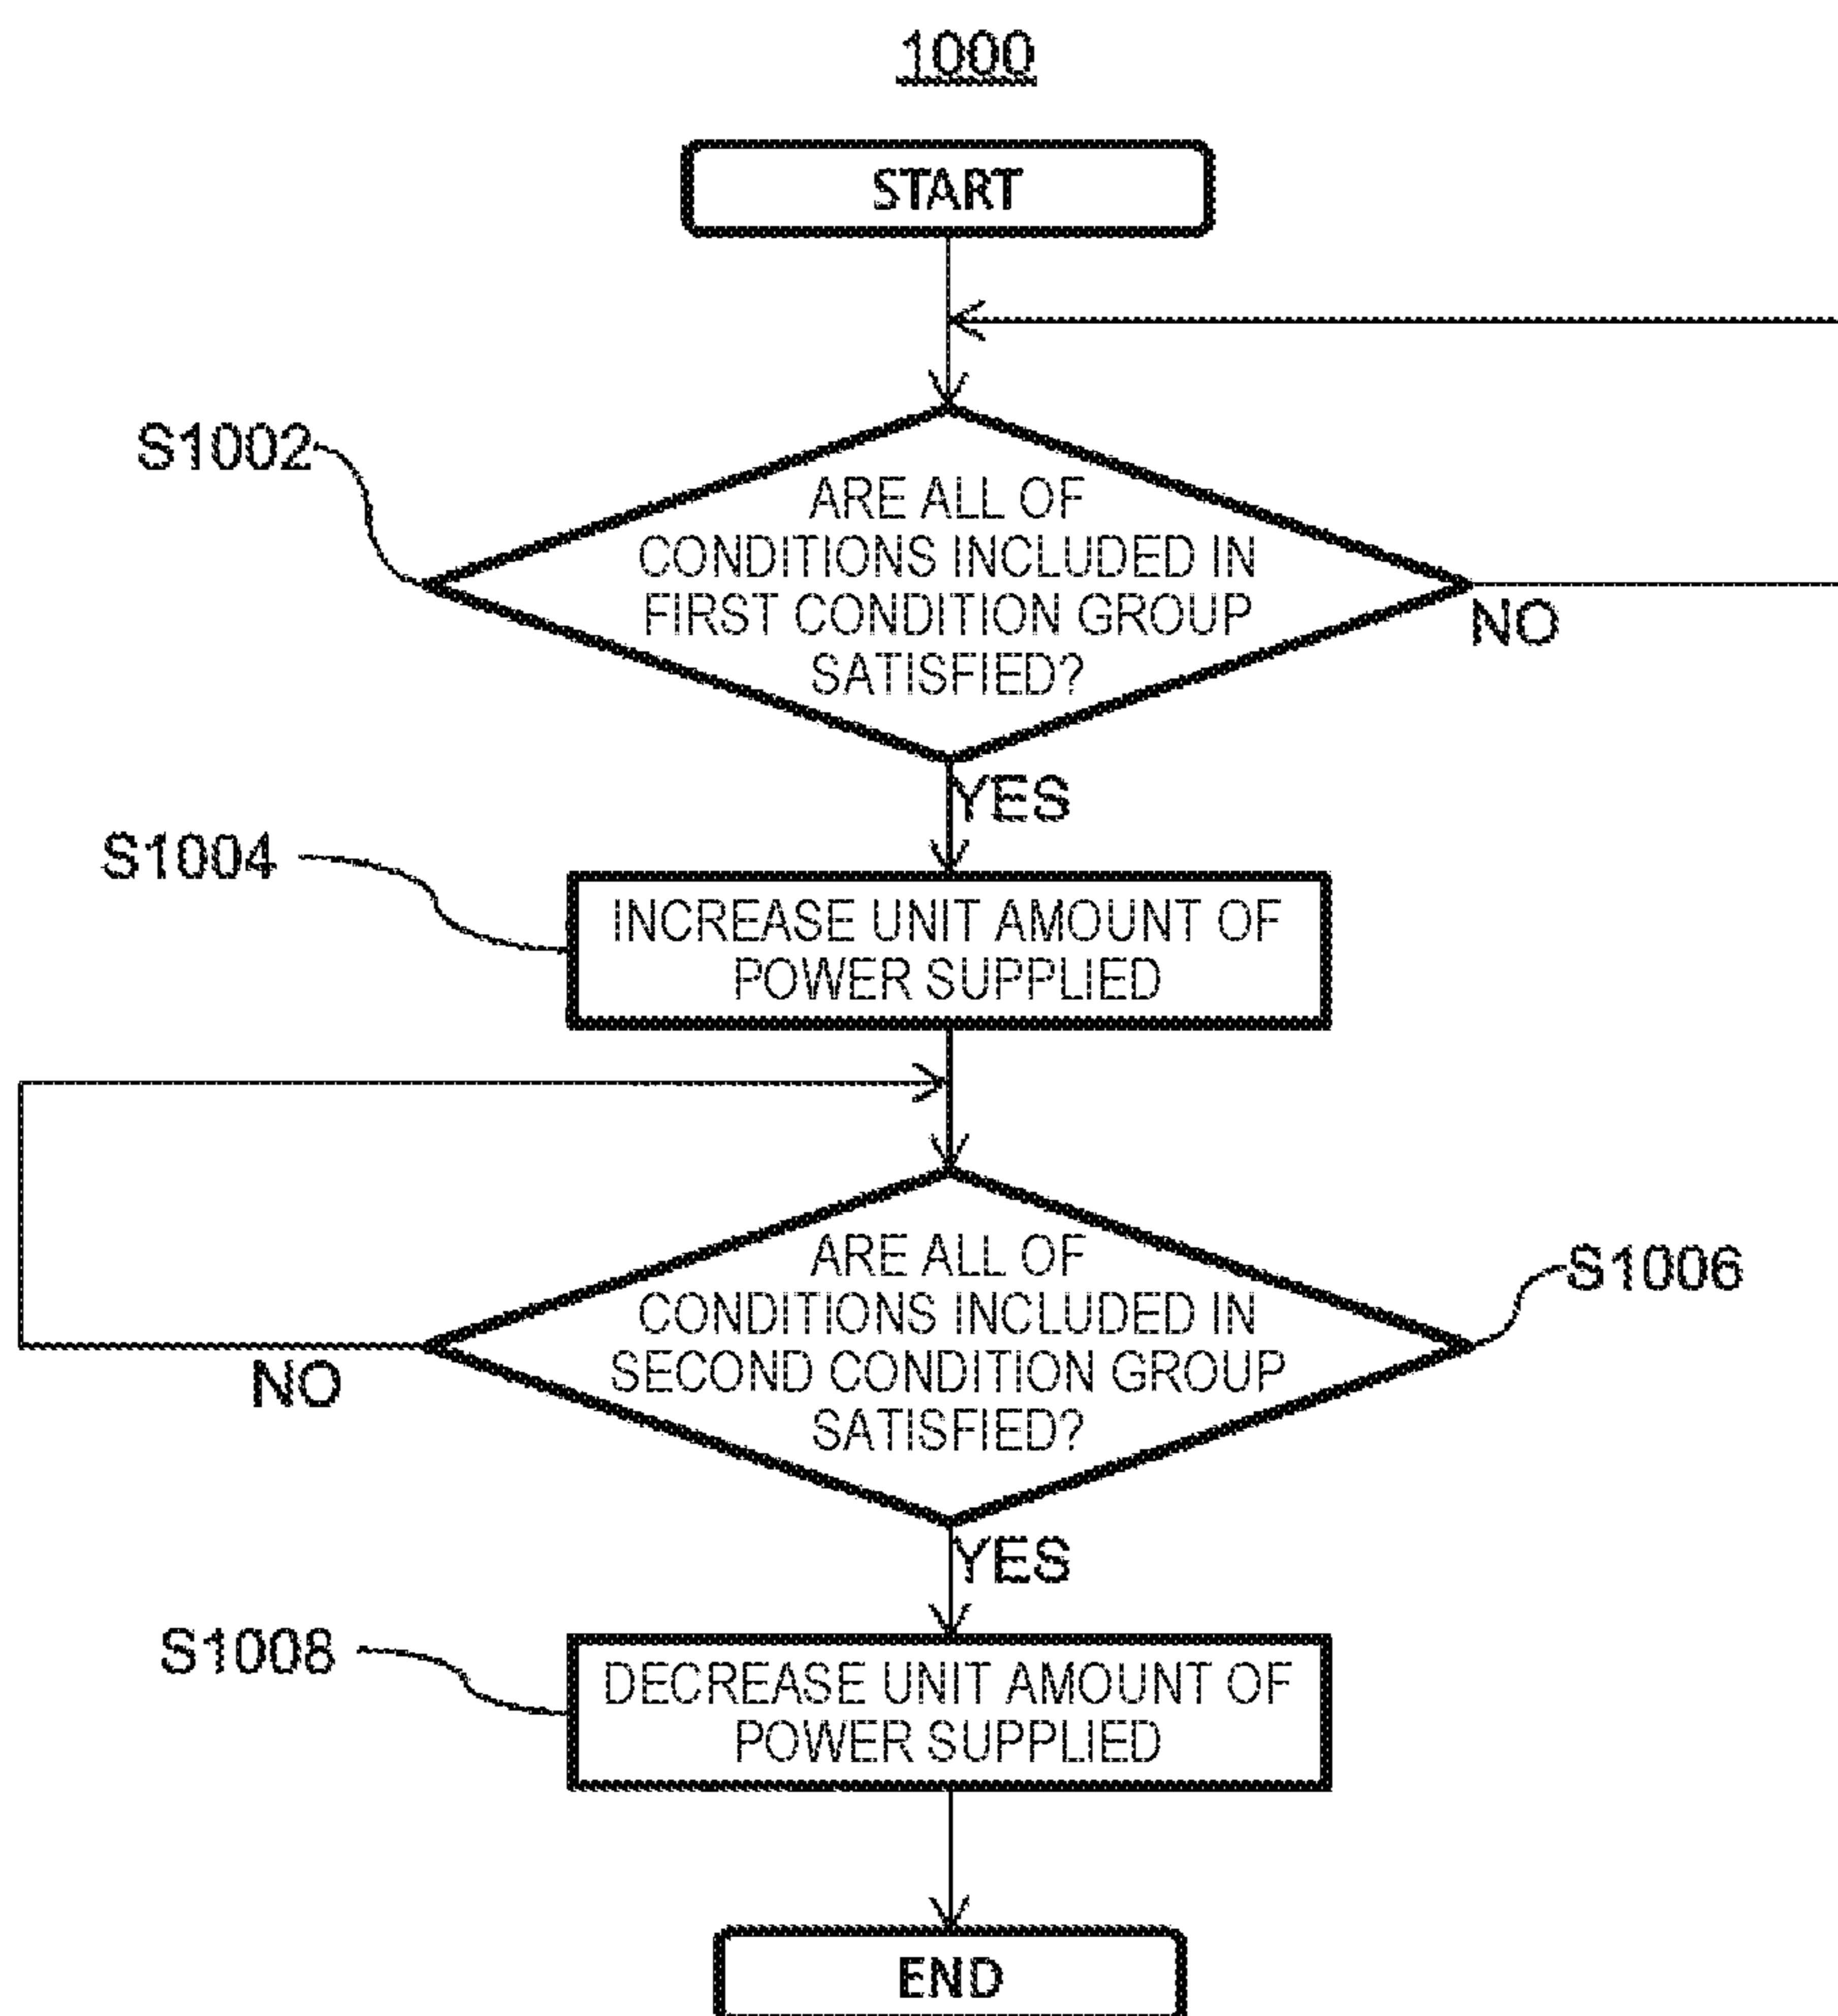 1000
START
S1002
ARE ALL OF
CONDITIONS INCLUDED IN
FIRST CONDITION GROUP
SATISFIED?
NO
YES
S1004
INCREASE UNIT AMOUNT OF
POWER SUPPLIED
ARE ALL OF
CONDITIONS INCLUDED IN
SECOND CONDITION GROUP
SATISFIED?
S1006
NO
YES
S1008
DECREASE UNIT AMOUNT OF
POWER SUPPLIED
END